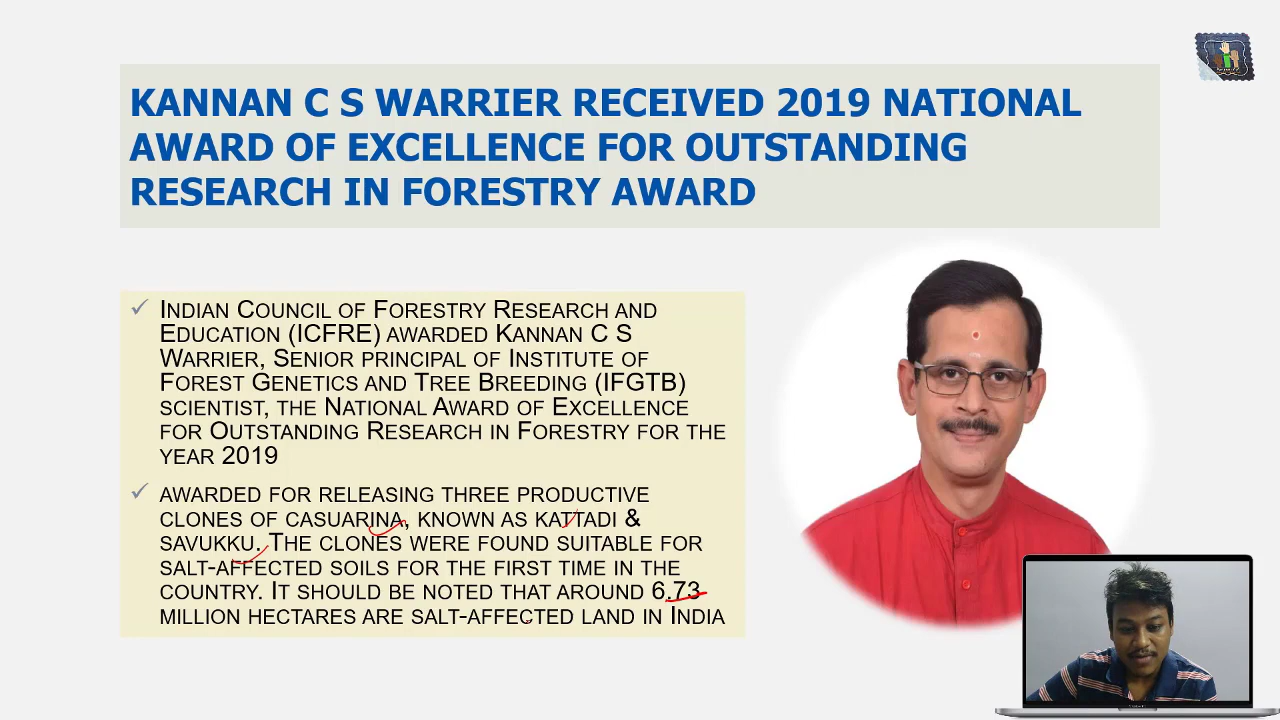 KANNAN C S WARRIER RECEIVED 2019 NATIONAL
AWARD OF EXCELLENCE FOR OUTSTANDING
RESEARCH IN FORESTRY AWARD
INDIAN COUNCIL OF FORESTRY RESEARCH AND
EDUCATION (ICFRE) AWARDED KANNAN C S
WARRIER, SENIOR PRINCIPAL OF INSTITUTE OF
FOREST GENETICS AND TREE BREEDING (IFGTB)
SCIENTIST, THE NATIONAL AWARD OF EXCELLENCE
FOR OUTSTANDING RESEARCH IN FORESTRY FOR THE
YEAR 2019
AWARDED FOR RELEASING THREE PRODUCTIVE
CLONES OF CASUARINA, KNOWN AS KATTADI &
SAVUKKU. THE CLONES WERE FOUND SUITABLE FOR
SALT-AFFECTED SOILS FOR THE FIRST TIME IN THE
COUNTRY. IT SHOULD BE NOTED THAT AROUND 6.73
MILLION HECTARES ARE SALT-AFFECTED LAND IN INDIA